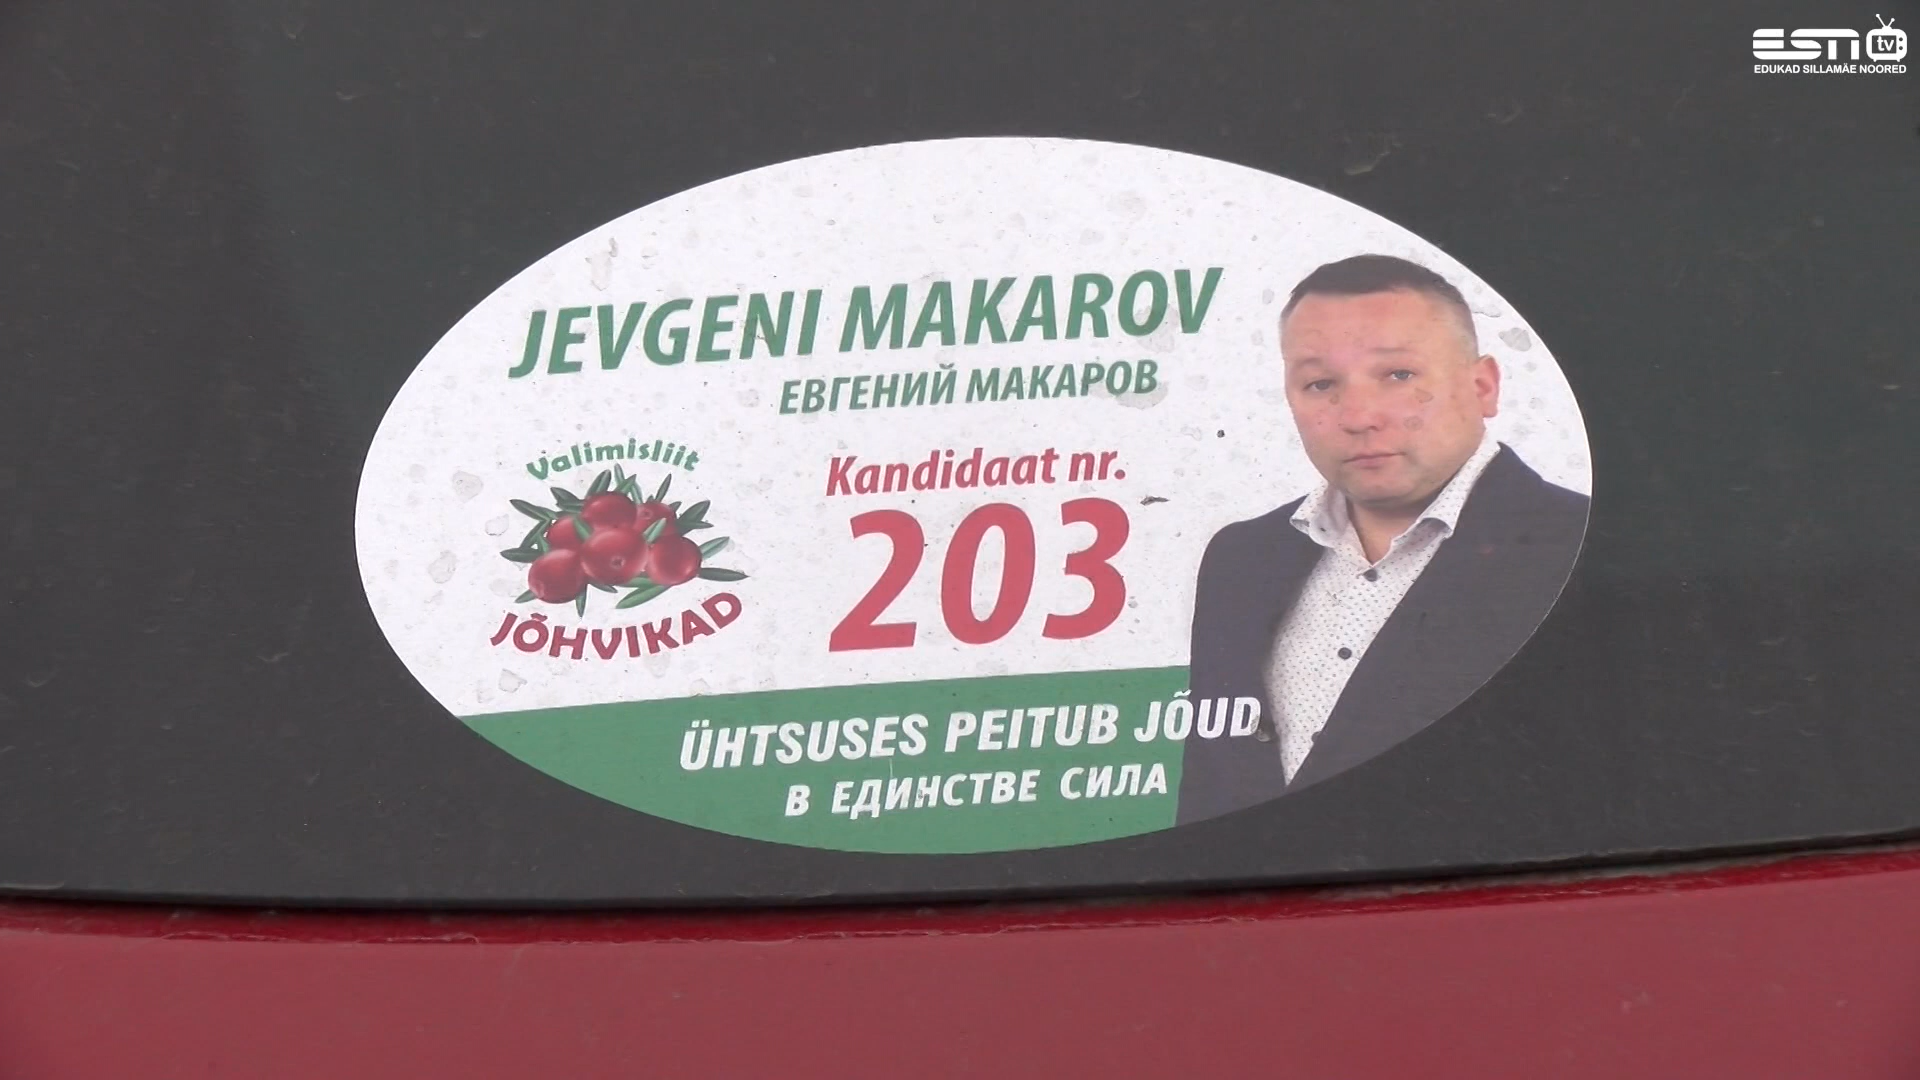 ESN tv
EDUKAD SILLAMÄE NOORED
JEVGENI MAKAROV
ЕВГЕНИЙ МАКАРОВ
Valimisliit
JÕHVIKAD
Kandidaat nr.
203
ÜHTSUSES PEITUB JÕUD
В ЕДИНСТВЕ СИЛА